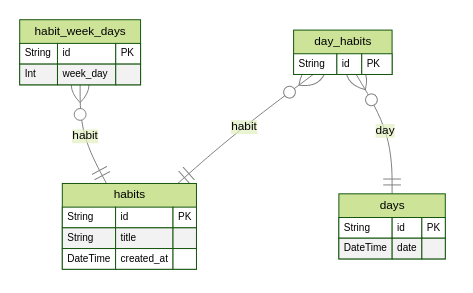 habit_week_days
String id PK
Int week_day
day_habits
String id PK
habit
habit
day
habits
String id PK
String title
DateTime created_at
days
String id PK
DateTime date